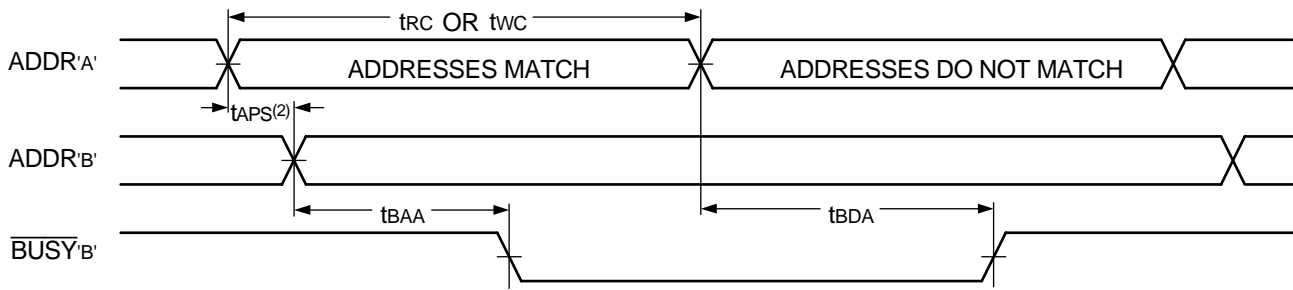 tRC OR tWC
ADDR'A'
ADDRESSES MATCH
ADDRESSES DO NOT MATCH
tAPS(2)
ADDR'B'
tBAA
tBDA
BUSY'B'